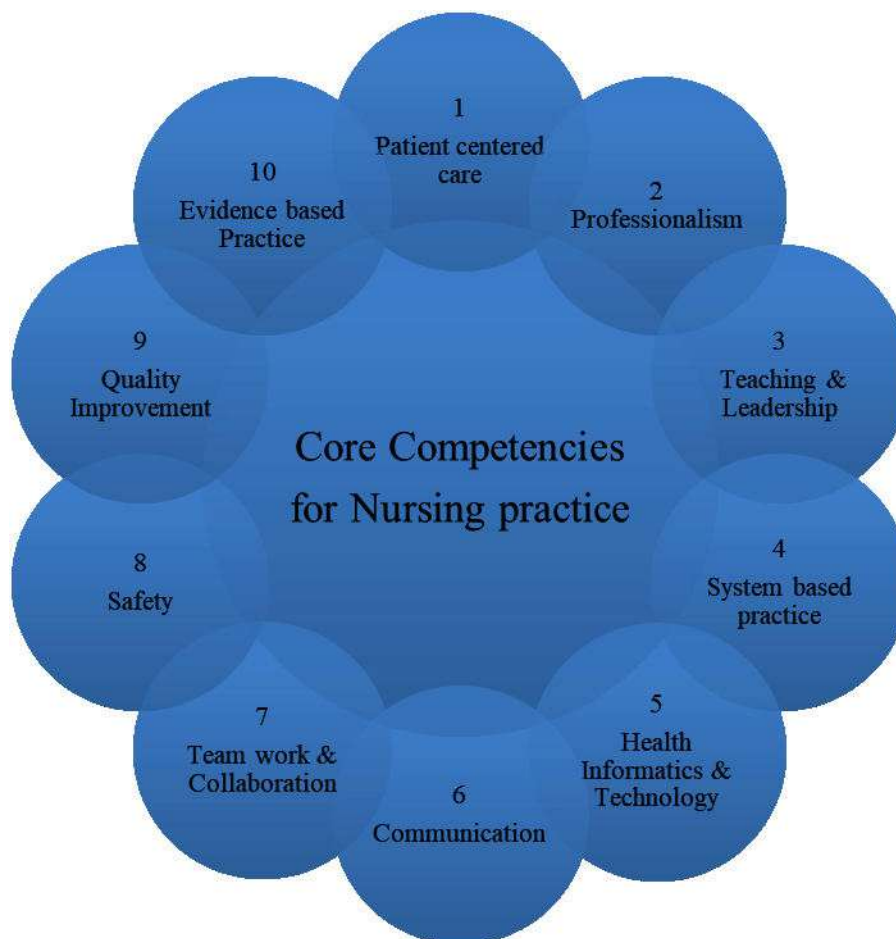 1
Patient centered
care
2
Professionalism
3
Teaching &
Leadership
4
System based
practice
5
Health
Informatics &
Technology
6
Communication
7
Team work &
Collaboration
8
Safety
9
Quality
Improvement
10
Evidence based
Practice
Core Competencies
for Nursing practice